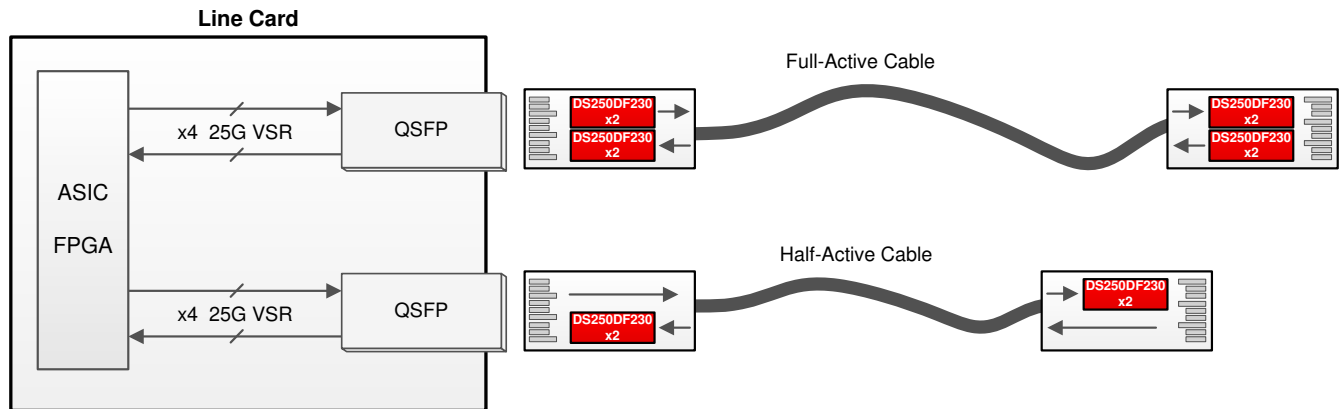 Line Card
ASIC
FPGA
x4 25G VSR
QSFP
Full-Active Cable
DS250DF230
x2
DS250DF230
x2
DS250DF230
x2
DS250DF230
x2
x4 25G VSR
QSFP
Half-Active Cable
DS250DF230
x2
DS250DF230
x2